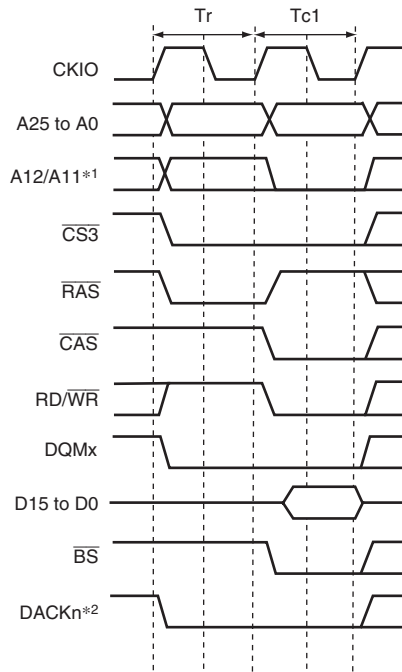 Tr Tc1
CKIO
A25 to A0
A12/A11*1
CS3
RAS
CAS
RD/WR
DQMx
D15 to D0
BS
DACKn*2